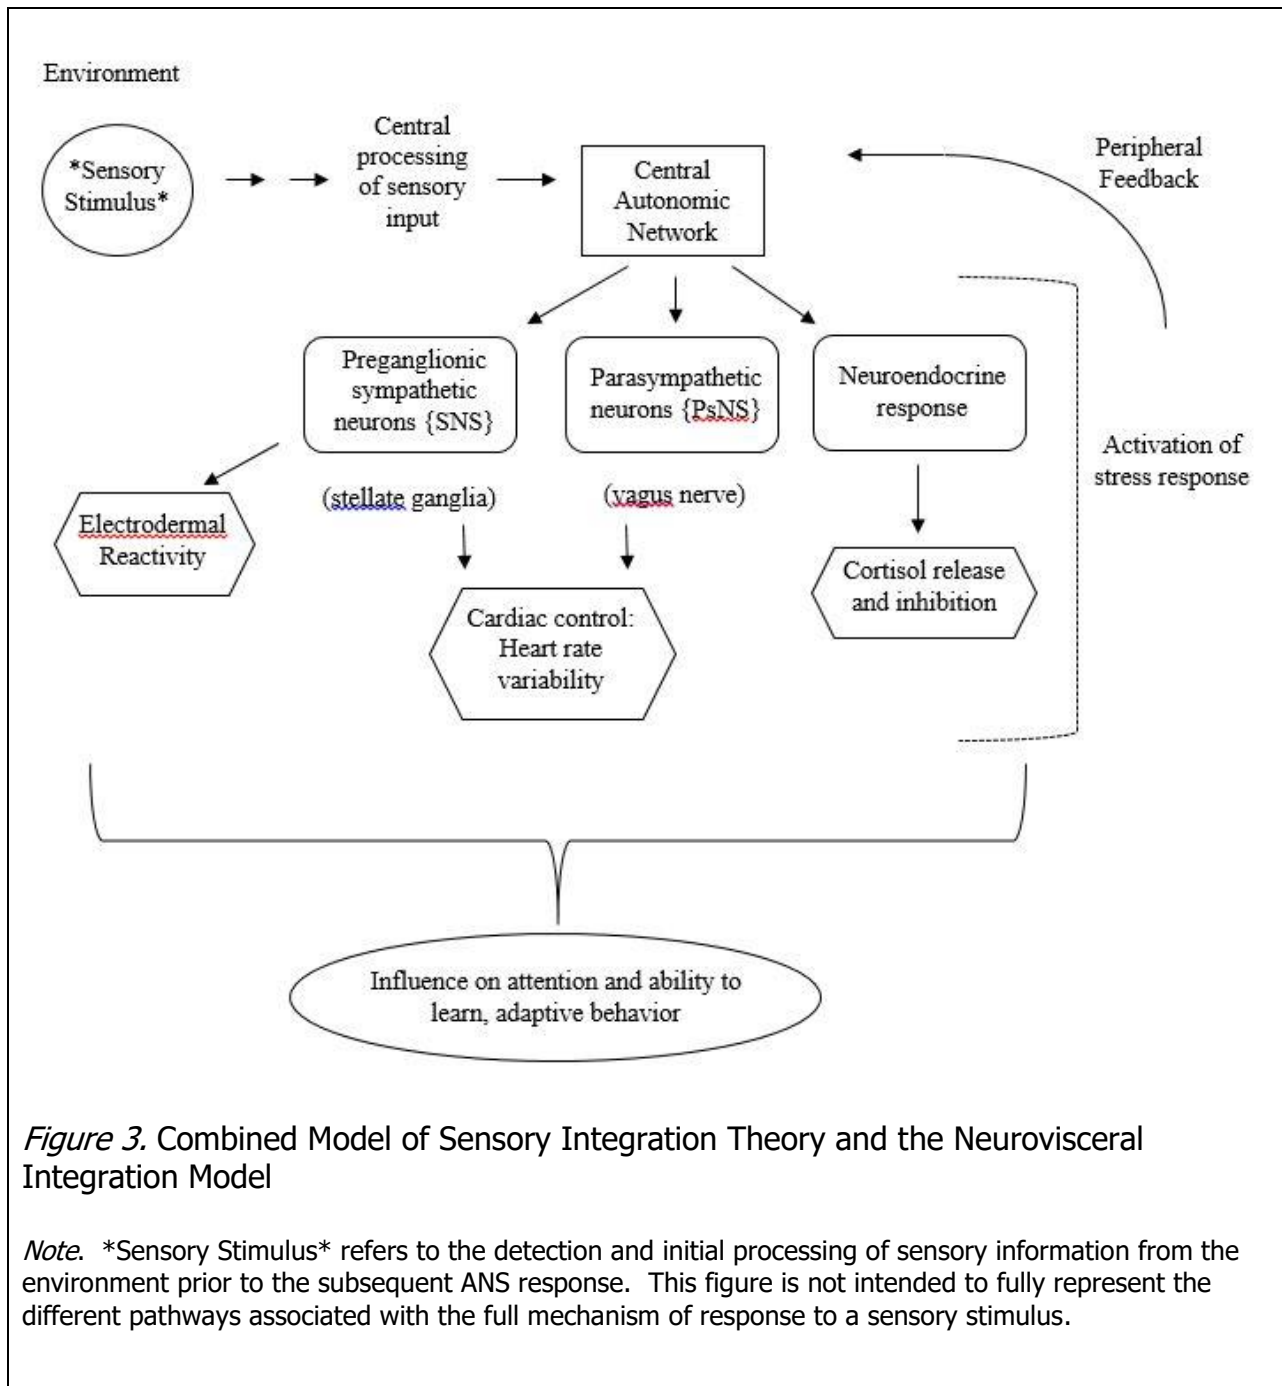 Environment
*Sensory
Stimulus*
Central
processing
of sensory
input
Central
Autonomic
Network
Peripheral
Feedback
Preganglionic
sympathetic
neurons {SNS}
Parasympathetic
neurons {PsNS}
Neuroendocrine
response
Activation of
stress response
(stellate ganglia)
(vagus nerve)
Electrodermal
Reactivity
Cortisol release
and inhibition
Cardiac control:
Heart rate
variability
Influence on attention and ability to
learn, adaptive behavior
Figure 3. Combined Model of Sensory Integration Theory and the Neurovisceral
Integration Model
Note. *Sensory Stimulus* refers to the detection and initial processing of sensory information from the
environment prior to the subsequent ANS response. This figure is not intended to fully represent the
different pathways associated with the full mechanism of response to a sensory stimulus.